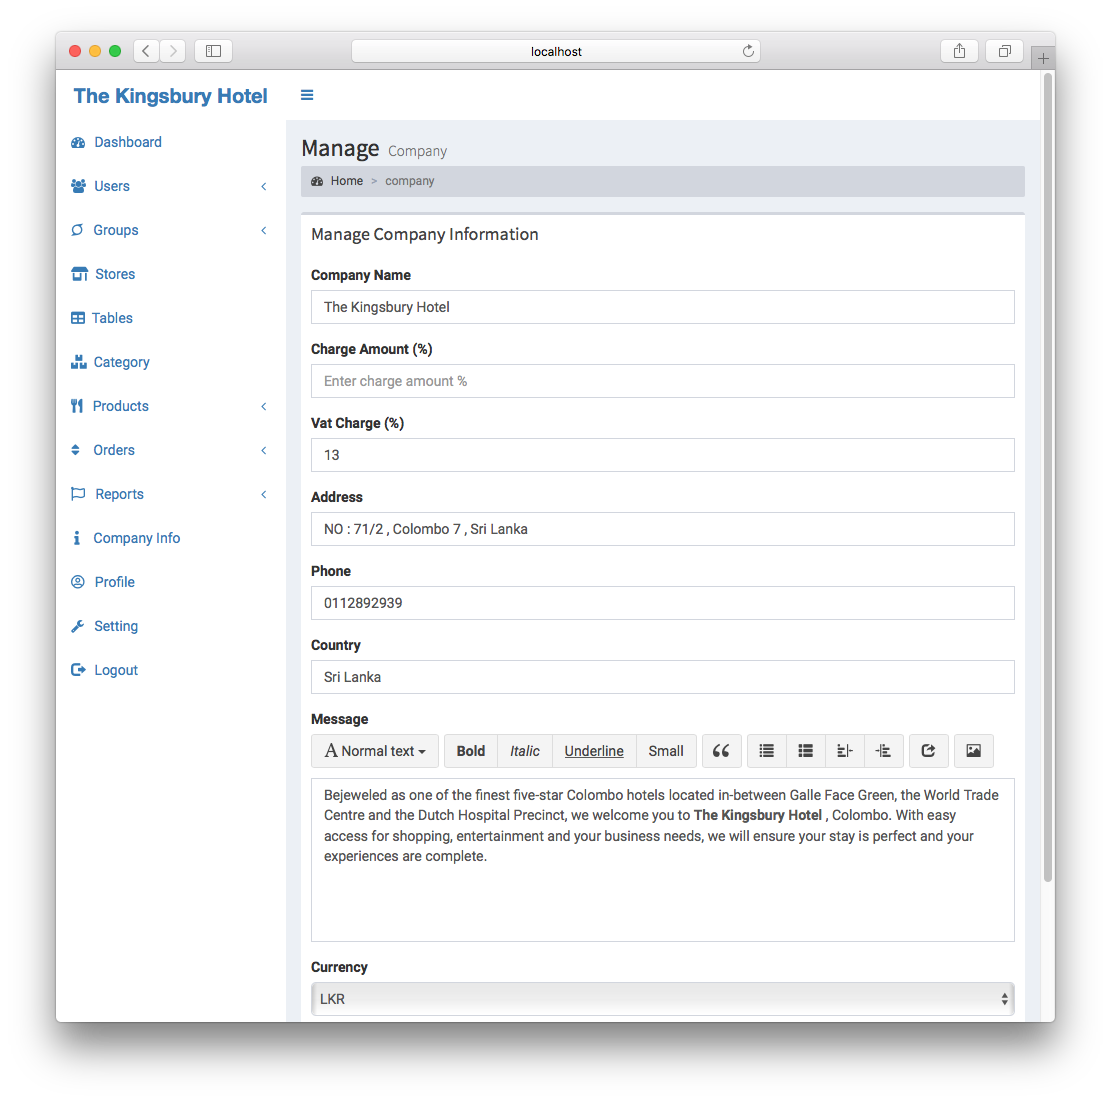 localhost
The Kingsbury Hotel
Dashboard
Users
Groups
Stores
Tables
Category
Products
Orders
Reports
Company Info
Profile
Setting
Logout
Manage Company
Home > company
Manage Company Information
Company Name
The Kingsbury Hotel
Charge Amount (%)
Enter charge amount %
Vat Charge (%)
13
Address
NO : 71/2 , Colombo 7 , Sri Lanka
Phone
0112892939
Country
Sri Lanka
Message
A Normal text Bold Italic Underline Small
Bejeweled as one of the finest five-star Colombo hotels located in-between Galle Face Green, the World Trade
Centre and the Dutch Hospital Precinct, we welcome you to The Kingsbury Hotel , Colombo. With easy
access for shopping, entertainment and your business needs, we will ensure your stay is perfect and your
experiences are complete.
Currency
LKR